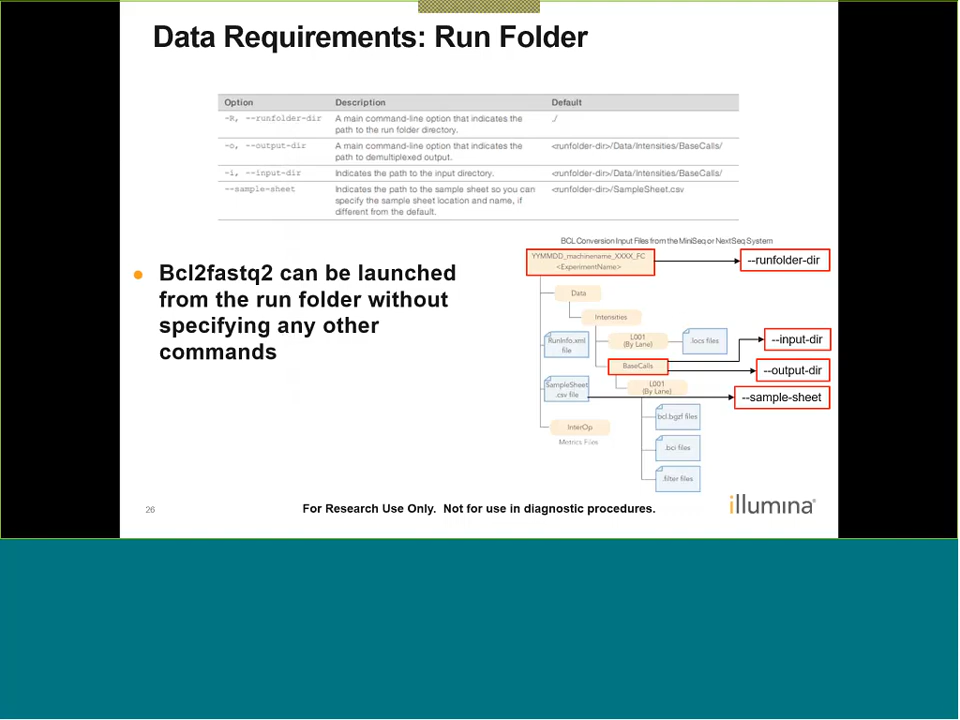 Data Requirements: Run Folder
Option Description Default
-R, --runfolder-dir A main command-line option that indicates the ./
path to the run folder directory.
-o, --output-dir A main command-line option that indicates the <runfolder-dir>/Data/Intensities/BaseCalls/
path to demultiplexed output.
-i, --input-dir Indicates the path to the input directory. <runfolder-dir>/Data/Intensities/BaseCalls/
--sample-sheet Indicates the path to the sample sheet so you can <runfolder-dir>/SampleSheet.csv
specify the sample sheet location and name, if
different from the default.
Bcl2fastq2 can be launched
from the run folder without
specifying any other
commands
BCL Conversion Input Files from the MiniSeq or NextSeq System
YYMMDD_machinename_XXXX_FC
<ExperimentName>
--runfolder-dir
Data
Intensities
RunInfo.xml
file
L001
(By Lane)
.locs files
--input-dir
BaseCalls
--output-dir
SampleSheet
.csv file
L001
(By Lane)
--sample-sheet
bcl.bgzf files
InterOp
Metrics Files
.bci files
.filter files
26
For Research Use Only. Not for use in diagnostic procedures.
illumina®